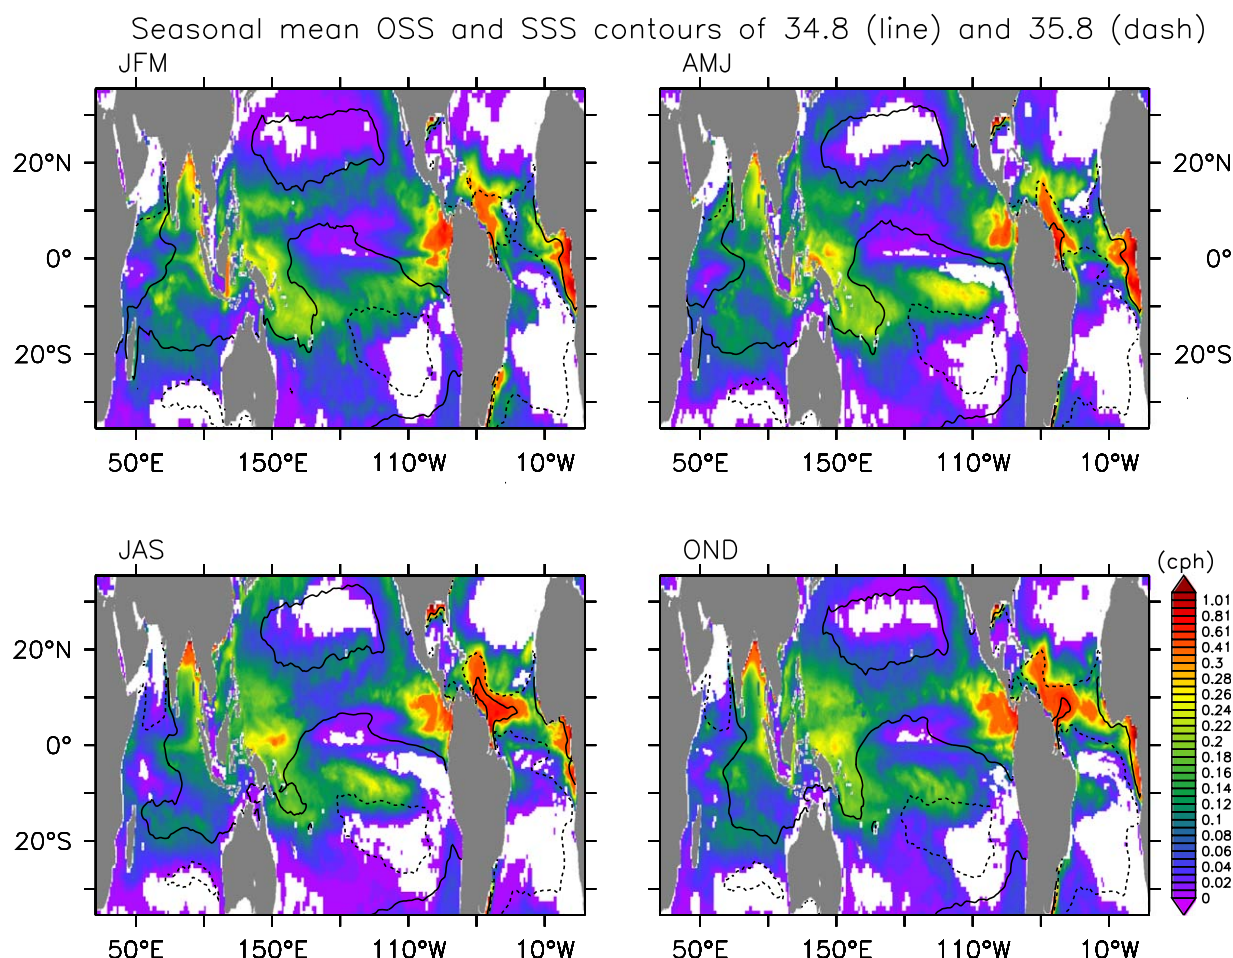 Seasonal mean OSS and SSS contours of 34.8 (line) and 35.8 (dash)
JFM
AMJ
20°N
0°
20°S
20°N
0°
20°S
50°E 150°E 110°W 10°W
50°E 150°E 110°W 10°W
JAS
OND
(cph)
20°N
0°
20°S
1.01
0.81
0.61
0.41
0.3
0.28
0.26
0.24
0.22
0.2
0.18
0.16
0.14
0.12
0.1
0.08
0.06
0.04
0.02
0
50°E 150°E 110°W 10°W
50°E 150°E 110°W 10°W